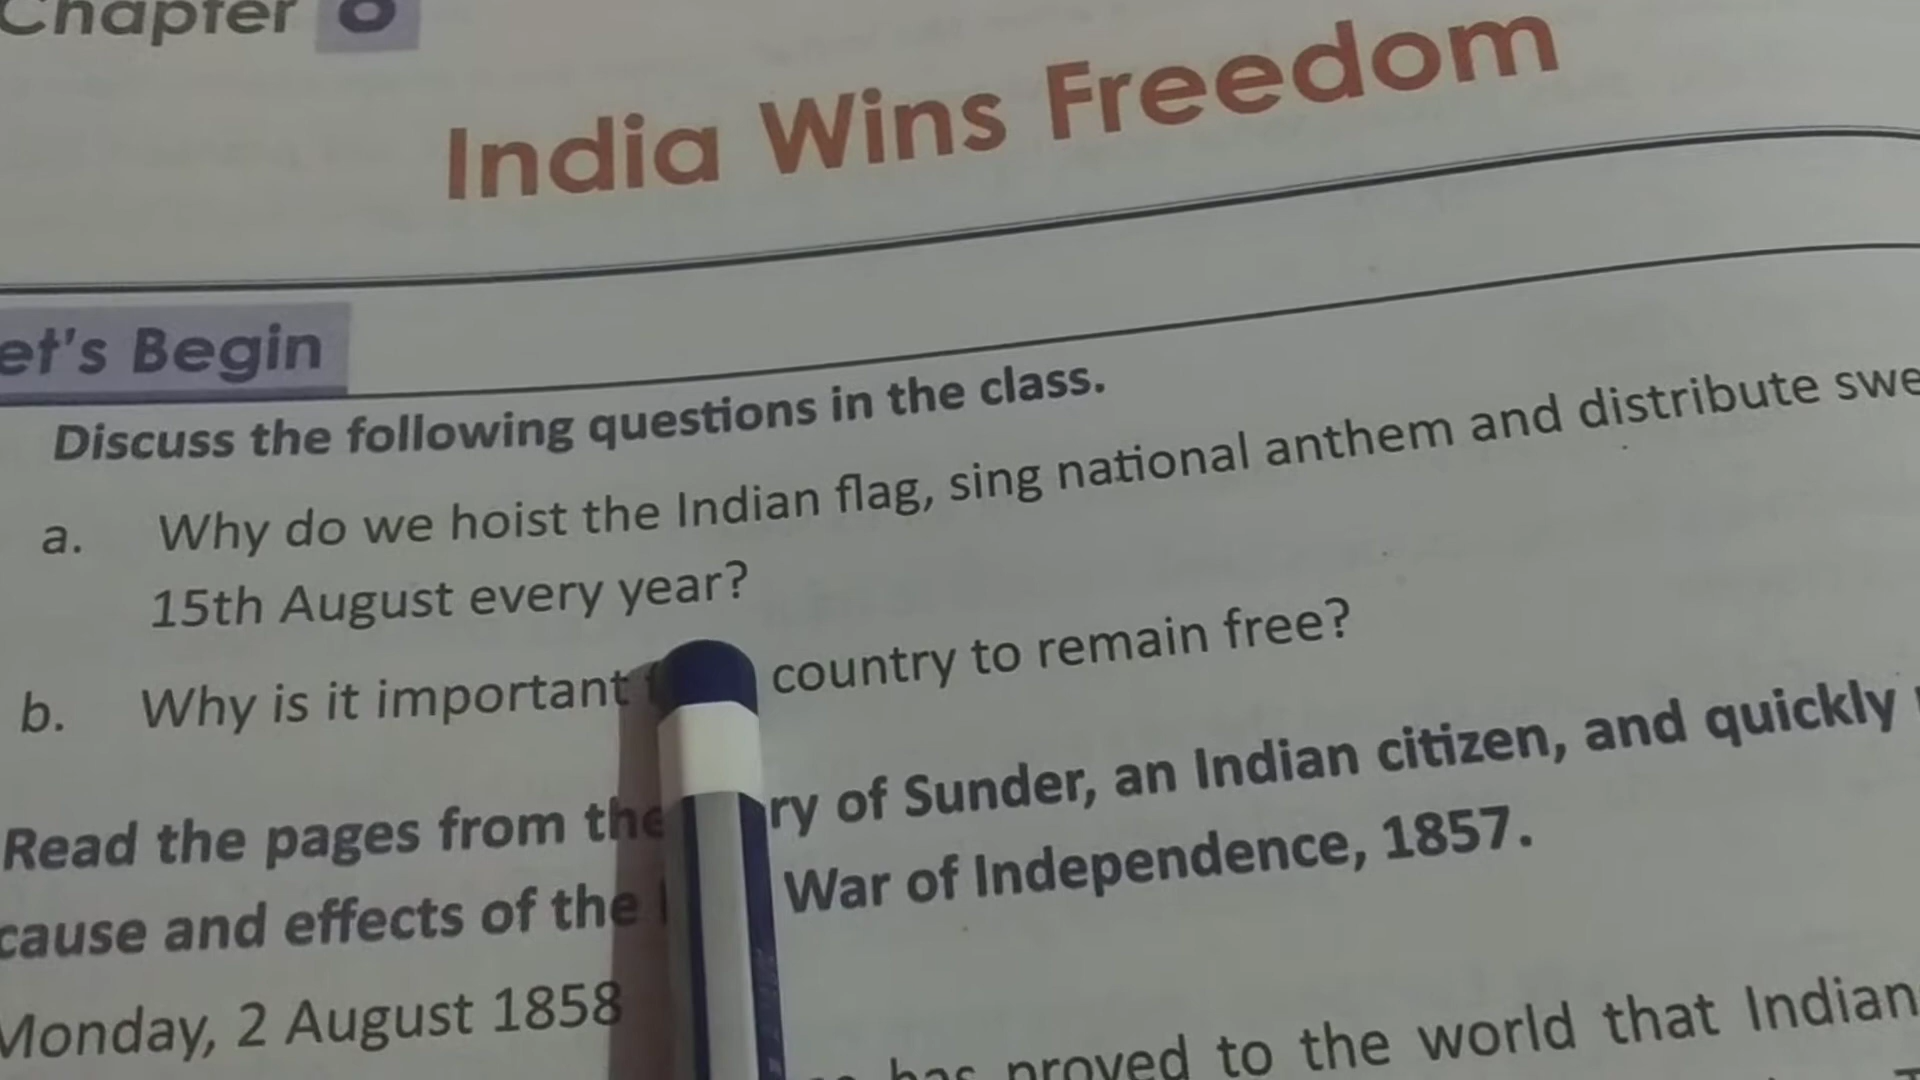 Chapter
India Wins Freedom
et's Begin
Discuss the following questions in the class.
a. Why do we hoist the Indian flag, sing national anthem and distribute swe
15th August every year?
b. Why is it important country to remain free?
Read the pages from the ry of Sunder, an Indian citizen, and quickly
cause and effects of the War of Independence, 1857.
Monday, 2 August 1858
has proved to the world that Indian